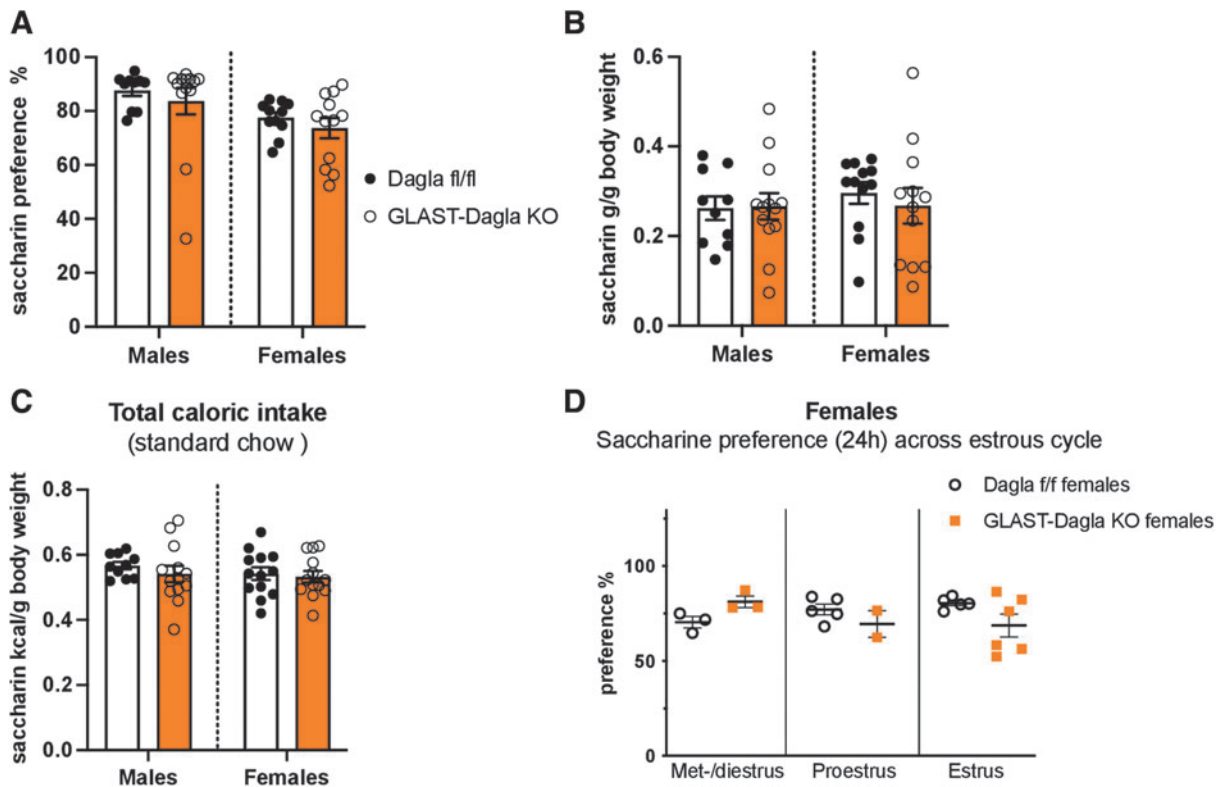 A
saccharin preference %
100
80
60
40
20
0
Males
Females
Dagla fl/fl
GLAST-Dagla KO
B
saccharin g/g body weight
0.6
0.4
0.2
0.0
Males
Females
C
Total caloric intake
(standard chow )
saccharin kcal/g body weight
0.8
0.6
0.4
0.2
0.0
Males
Females
D
Females
Saccharine preference (24h) across estrous cycle
Dagla f/f females
GLAST-Dagla KO females
preference %
100
50
0
Met-/diestrus
Proestrus
Estrus